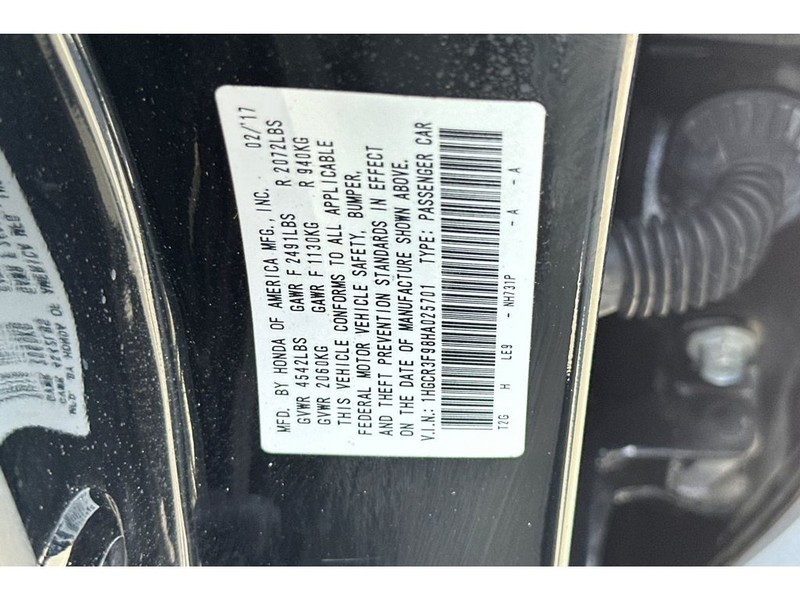 MFD. BY HONDA OF AMERICA MFG., INC. 02/'17
GVWR 4542LBS GAWR F 2491LBS R 2072LBS
GVWR 2060KG GAWR F 1130KG R 940KG
THIS VEHICLE CONFORMS TO ALL APPLICABLE
FEDERAL MOTOR VEHICLE SAFETY, BUMPER,
AND THEFT PREVENTION STANDARDS IN EFFECT
ON THE DATE OF MANUFACTURE SHOWN ABOVE.
V.I.N.: 1HGCR3F98HA025701 TYPE: PASSENGER CAR
T2G H LE9 - NH731P - A - A